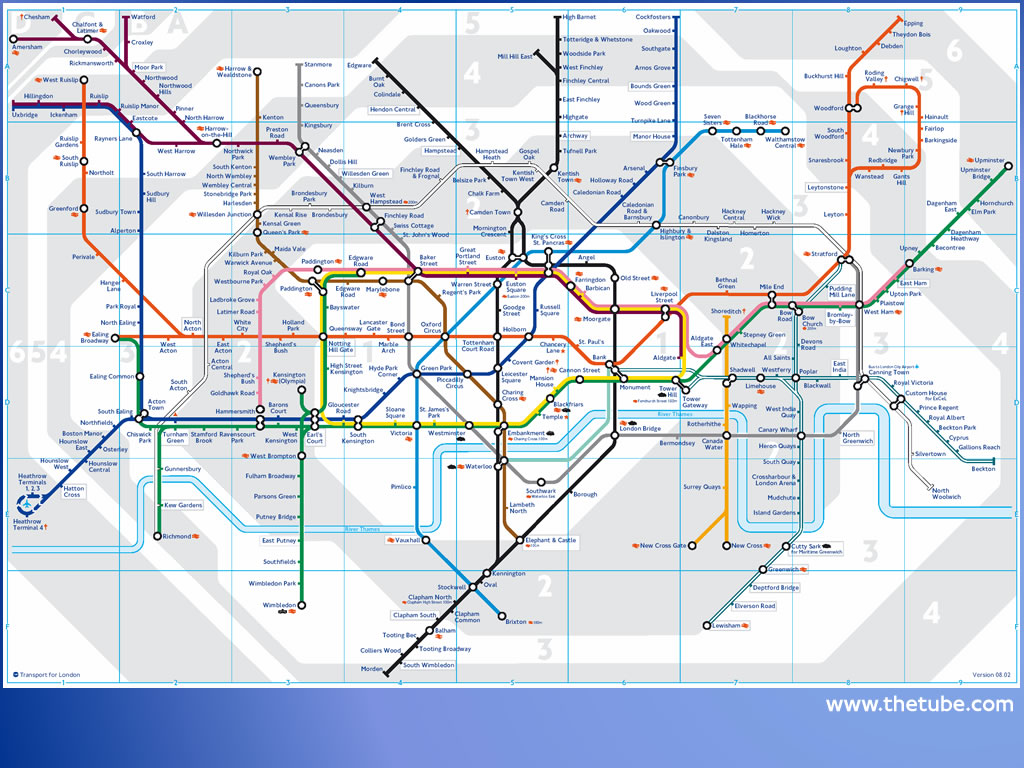 1
2
3
4
5
6
7
8
9
Chesham
Chalfont &
Latimer
Watford
Croxley
Amersham
Chorleywood
Rickmansworth
Moor Park
Northwood
Northwood
Hills
Pinner
North Harrow
Harrow-
on-the-Hill
West Ruislip
Hillingdon
Ruislip
Ruislip Manor
Eastcote
Uxbridge
Ickenham
Rayners Lane
West Harrow
Ruislip
Gardens
South
Ruislip
Northolt
Greenford
Perivale
Hanger
Lane
South Harrow
Sudbury
Hill
Sudbury Town
Alperton
Park Royal
North Ealing
Ealing
Broadway
West
Acton
North
Acton
Ealing Common
South Ealing
Acton
Town
Northfields
Boston Manor
Hounslow
East
Osterley
Hounslow
West
Hounslow
Central
Heathrow
Terminals
1, 2, 3
Hatton
Cross
Heathrow
Terminal 4
Harrow &
Wealdstone
Kenton
Preston
Road
Northwick
Park
South Kenton
North Wembley
Wembley Central
Stonebridge Park
Harlesden
Willesden Junction
Kensal Green
Queen's Park
Kilburn Park
Maida Vale
Warwick Avenue
Royal Oak
Westbourne Park
Ladbroke Grove
Latimer Road
White
City
East
Acton
Shepherd's
Bush
Holland
Park
Shepherd's
Bush
Acton
Central
South
Acton
Goldhawk Road
Hammersmith
Kensington
(Olympia)
Barons
Court
Chiswick
Park
Turnham
Green
Stamford
Brook
Ravenscourt
Park
West
Kensington
Earl's
Court
Gunnersbury
Kew Gardens
Richmond
West Brompton
Fulham Broadway
Parsons Green
Putney Bridge
East Putney
Southfields
Wimbledon Park
Wimbledon
Stanmore
Canons Park
Queensbury
Kingsbury
Wembley
Park
Neasden
Dollis Hill
Willesden Green
Kilburn
West
Hampstead
Brondesbury
Park
Kensal Rise
Brondesbury
Finchley Road
Swiss Cottage
St. John's Wood
Finchley Road
& Frognal
Paddington
Edgware
Road
Baker
Street
Paddington
Edgware
Road
Marylebone
Bayswater
Queensway
Lancaster
Gate
Marble
Arch
Bond
Street
Oxford
Circus
Notting
Hill Gate
High Street
Kensington
Knightsbridge
Hyde Park
Corner
Green Park
Gloucester
Road
South
Kensington
Sloane
Square
Victoria
St. James's
Park
Westminster
Piccadilly
Circus
Edgware
Burnt
Oak
Colindale
Hendon Central
Brent Cross
Golders Green
Hampstead
Hampstead
Heath
Gospel
Oak
Belsize Park
Chalk Farm
Camden Town
Kentish
Town West
Kentish
Town
Camden
Road
Mornington
Crescent
Euston
King's Cross
St. Pancras
Great
Portland
Street
Warren Street
Regent's Park
Euston
Square
Goodge
Street
Russell
Square
Tottenham
Court Road
Holborn
Chancery
Lane
Covent Garden
Leicester
Square
Charing
Cross
Embankment
Temple
Blackfriars
Mansion
House
Cannon Street
Bank
Monument
St. Paul's
High Barnet
Totteridge & Whetstone
Woodside Park
Mill Hill East
West Finchley
Finchley Central
East Finchley
Highgate
Archway
Tufnell Park
Cockfosters
Oakwood
Southgate
Arnos Grove
Bounds Green
Wood Green
Turnpike Lane
Manor House
Arsenal
Finsbury
Park
Holloway Road
Caledonian Road
Caledonian
Road &
Barnsbury
Highbury &
Islington
Canonbury
Dalston
Kingsland
Hackney
Central
Homerton
Hackney
Wick
Seven
Sisters
Blackhorse
Road
Tottenham
Hale
Walthamstow
Central
Angel
Old Street
Farringdon
Barbican
Moorgate
Liverpool
Street
Aldgate
Aldgate
East
Whitechapel
Shoreditch
Bethnal
Green
Mile End
Stepney Green
Bow
Road
Bow
Church
Bromley-
by-Bow
Pudding
Mill Lane
Stratford
West Ham
Plaistow
Upton Park
East Ham
Barking
Upney
Becontree
Dagenham
Heathway
Dagenham
East
Elm Park
Hornchurch
Upminster
Bridge
Upminster
Epping
Theydon Bois
Debden
Loughton
Buckhurst Hill
Roding
Valley
Chigwell
Grange
Hill
Hainault
Fairlop
Barkingside
Newbury
Park
Gants
Hill
Redbridge
Wanstead
Woodford
South
Woodford
Snaresbrook
Leytonstone
Leyton
Devons
Road
All Saints
Poplar
Blackwall
East
India
Canning Town
Royal Victoria
Custom House
for ExCeL
Prince Regent
Royal Albert
Beckton Park
Cyprus
Gallions Reach
Beckton
Silvertown
North
Woolwich
Shadwell
Westferry
Limehouse
Tower
Hill
Tower
Gateway
Wapping
Rotherhithe
Canada
Water
Surrey Quays
New Cross Gate
New Cross
West India
Quay
Canary Wharf
Heron Quays
South Quay
Crossharbour &
London Arena
Mudchute
Island Gardens
Cutty Sark
for Maritime Greenwich
Greenwich
Deptford Bridge
Elverson Road
Lewisham
North
Greenwich
Bermondsey
London Bridge
River Thames
River Thames
Waterloo
Southwark
Borough
Lambeth
North
Elephant & Castle
Pimlico
Vauxhall
Kennington
Oval
Stockwell
Brixton
Clapham North
Clapham
Common
Clapham South
Balham
Tooting Bec
Tooting Broadway
Colliers Wood
South Wimbledon
Morden
Transport for London
Version 08.02
www.thetube.com